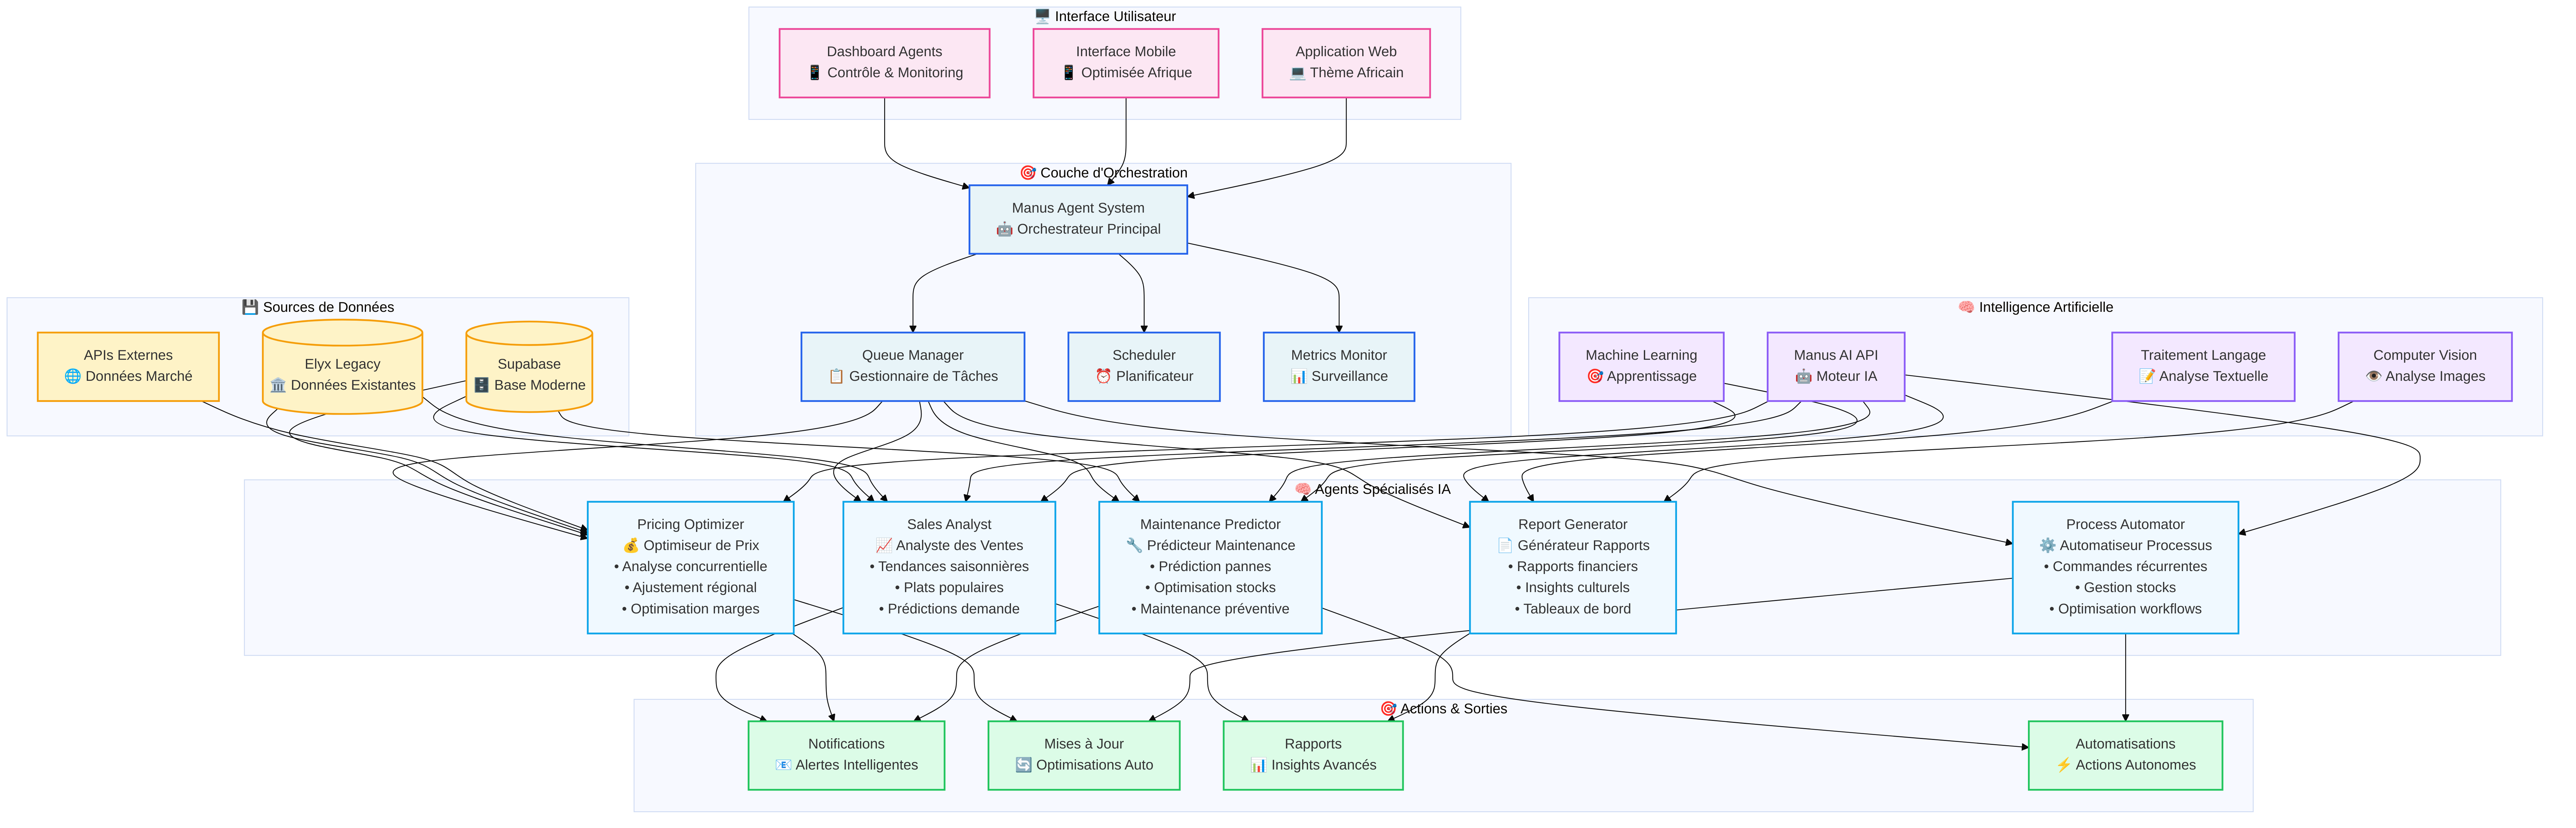 🖥️ Interface Utilisateur
Dashboard Agents
📱 Contrôle & Monitoring
Interface Mobile
📱 Optimisée Afrique
Application Web
💻 Thème Africain
🎯 Couche d'Orchestration
Manus Agent System
🤖 Orchestrateur Principal
Queue Manager
📋 Gestionnaire de Tâches
Scheduler
⏰ Planificateur
Metrics Monitor
📊 Surveillance
💾 Sources de Données
APIs Externes
🌐 Données Marché
Elyx Legacy
🏛️ Données Existantes
Supabase
🗄️ Base Moderne
🧠 Intelligence Artificielle
Machine Learning
🎯 Apprentissage
Manus AI API
🤖 Moteur IA
Traitement Langage
📝 Analyse Textuelle
Computer Vision
👁️ Analyse Images
🧠 Agents Spécialisés IA
Pricing Optimizer
💰 Optimiseur de Prix
• Analyse concurrentielle
• Ajustement régional
• Optimisation marges
Sales Analyst
📈 Analyste des Ventes
• Tendances saisonnières
• Plats populaires
• Prédictions demande
Maintenance Predictor
🔧 Prédicteur Maintenance
• Prédiction pannes
• Optimisation stocks
• Maintenance préventive
Report Generator
📄 Générateur Rapports
• Rapports financiers
• Insights culturels
• Tableaux de bord
Process Automator
⚙️ Automatiseur Processus
• Commandes récurrentes
• Gestion stocks
• Optimisation workflows
🎯 Actions & Sorties
Notifications
📧 Alertes Intelligentes
Mises à Jour
🔄 Optimisations Auto
Rapports
📊 Insights Avancés
Automatisations
⚡ Actions Autonomes